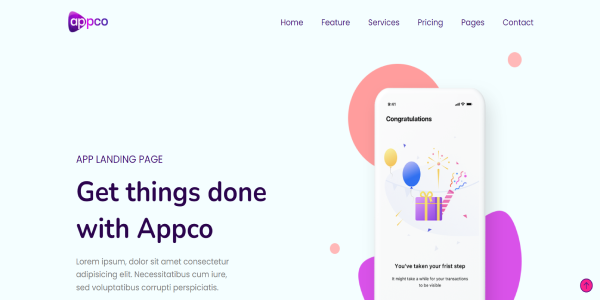 appco
Home Feature Services Pricing Pages Contact
9:41
Congratulations
APP LANDING PAGE
Get things done
with Appco
Lorem ipsum, dolor sit amet consectetur
adipisicing elit. Necessitatibus cum iure,
sed voluptatibus corrupti perspiciatis.
You've taken your frist step
It might take a while for your transactions
to be visible